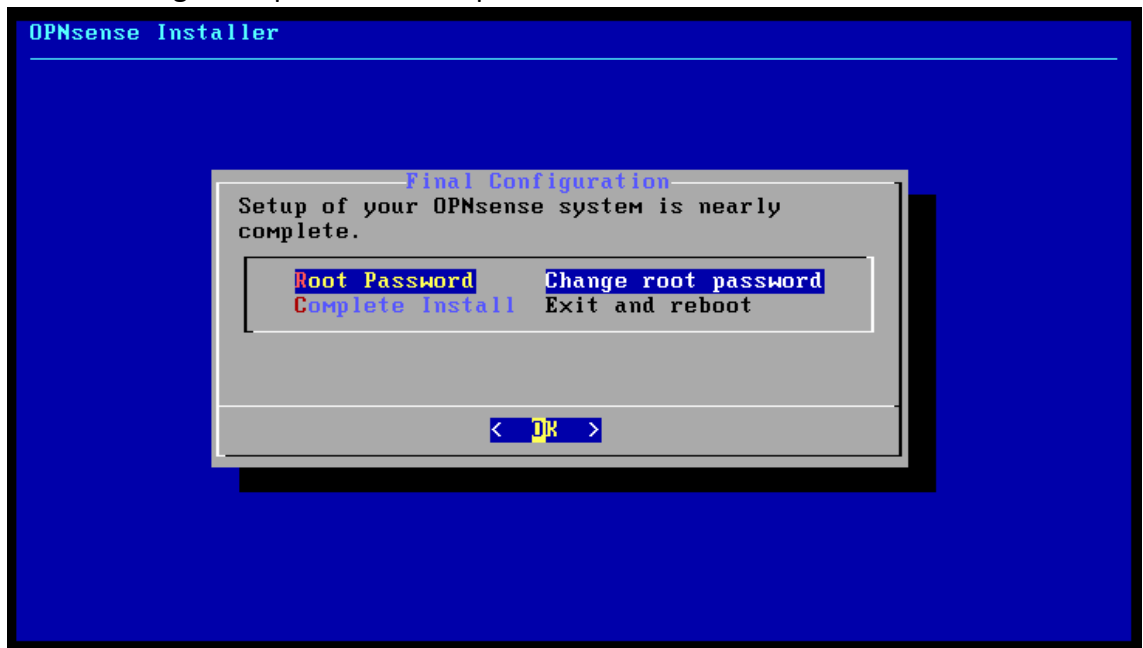 OPNsense Installer
Final Configuration
Setup of your OPNsense system is nearly
complete.
Root Password Change root password
Complete Install Exit and reboot
< OK >